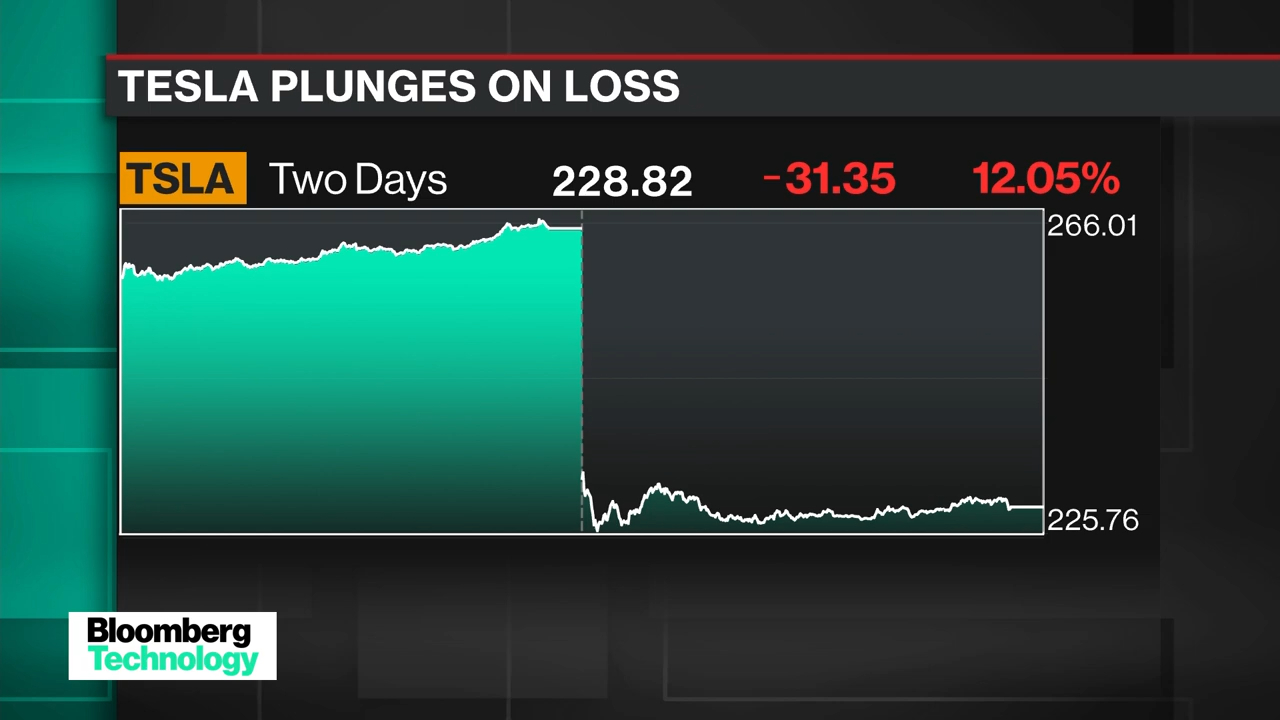 TESLA PLUNGES ON LOSS
TSLA Two Days 228.82 -31.35 12.05%
266.01
225.76
Bloomberg
Technology